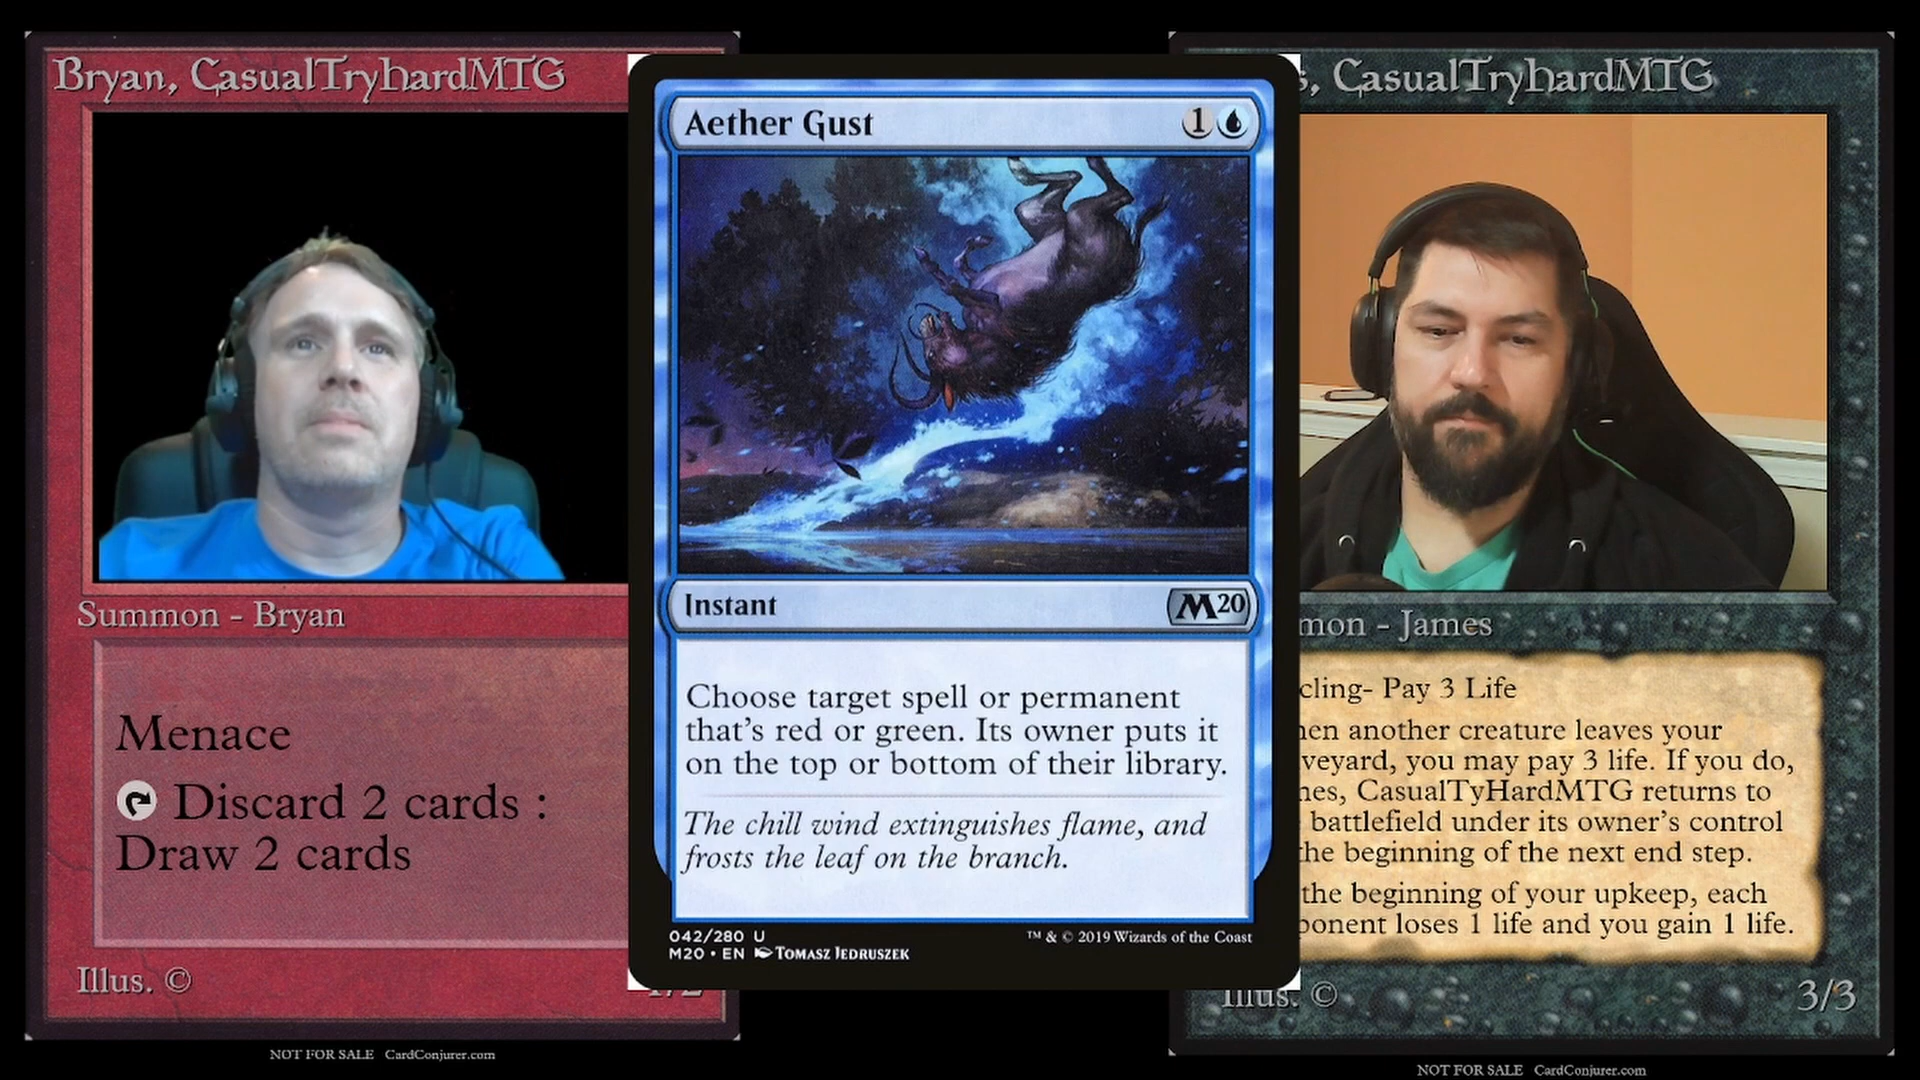 Bryan, CasualTryhardMTG
Summon - Bryan
Menace
Discard 2 cards :
Draw 2 cards
Illus. ©
NOT FOR SALE CardConjurer.com
Aether Gust
1
Instant
M20
Choose target spell or permanent
that's red or green. Its owner puts it
on the top or bottom of their library.
The chill wind extinguishes flame, and
frosts the leaf on the branch.
042/280 U
M20 • EN Tomasz Jedruszek
™ & © 2019 Wizards of the Coast
s, CasualTryhardMTG
mon - James
cling- Pay 3 Life
en another creature leaves your
veyard, you may pay 3 life. If you do,
nes, CasualTyHardMTG returns to
battlefield under its owner's control
he beginning of the next end step.
the beginning of your upkeep, each
ponent loses 1 life and you gain 1 life.
Illus. ©
3/3
NOT FOR SALE CardConjurer.com